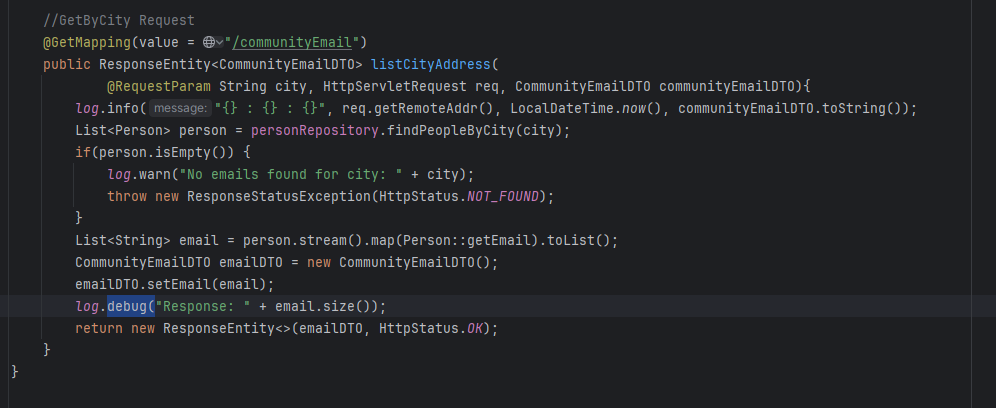 //GetByCity Request
@GetMapping(value = "/communityEmail")
public ResponseEntity<CommunityEmailDTO> listCityAddress(
@RequestParam String city, HttpServletRequest req, CommunityEmailDTO communityEmailDTO){
log.info( message: "{} : {} : {}", req.getRemoteAddr(), LocalDateTime.now(), communityEmailDTO.toString());
List<Person> person = personRepository.findPeopleByCity(city);
if(person.isEmpty()) {
log.warn("No emails found for city: " + city);
throw new ResponseStatusException(HttpStatus.NOT_FOUND);
}
List<String> email = person.stream().map(Person::getEmail).toList();
CommunityEmailDTO emailDTO = new CommunityEmailDTO();
emailDTO.setEmail(email);
log.debug("Response: " + email.size());
return new ResponseEntity<>(emailDTO, HttpStatus.OK);
}
}